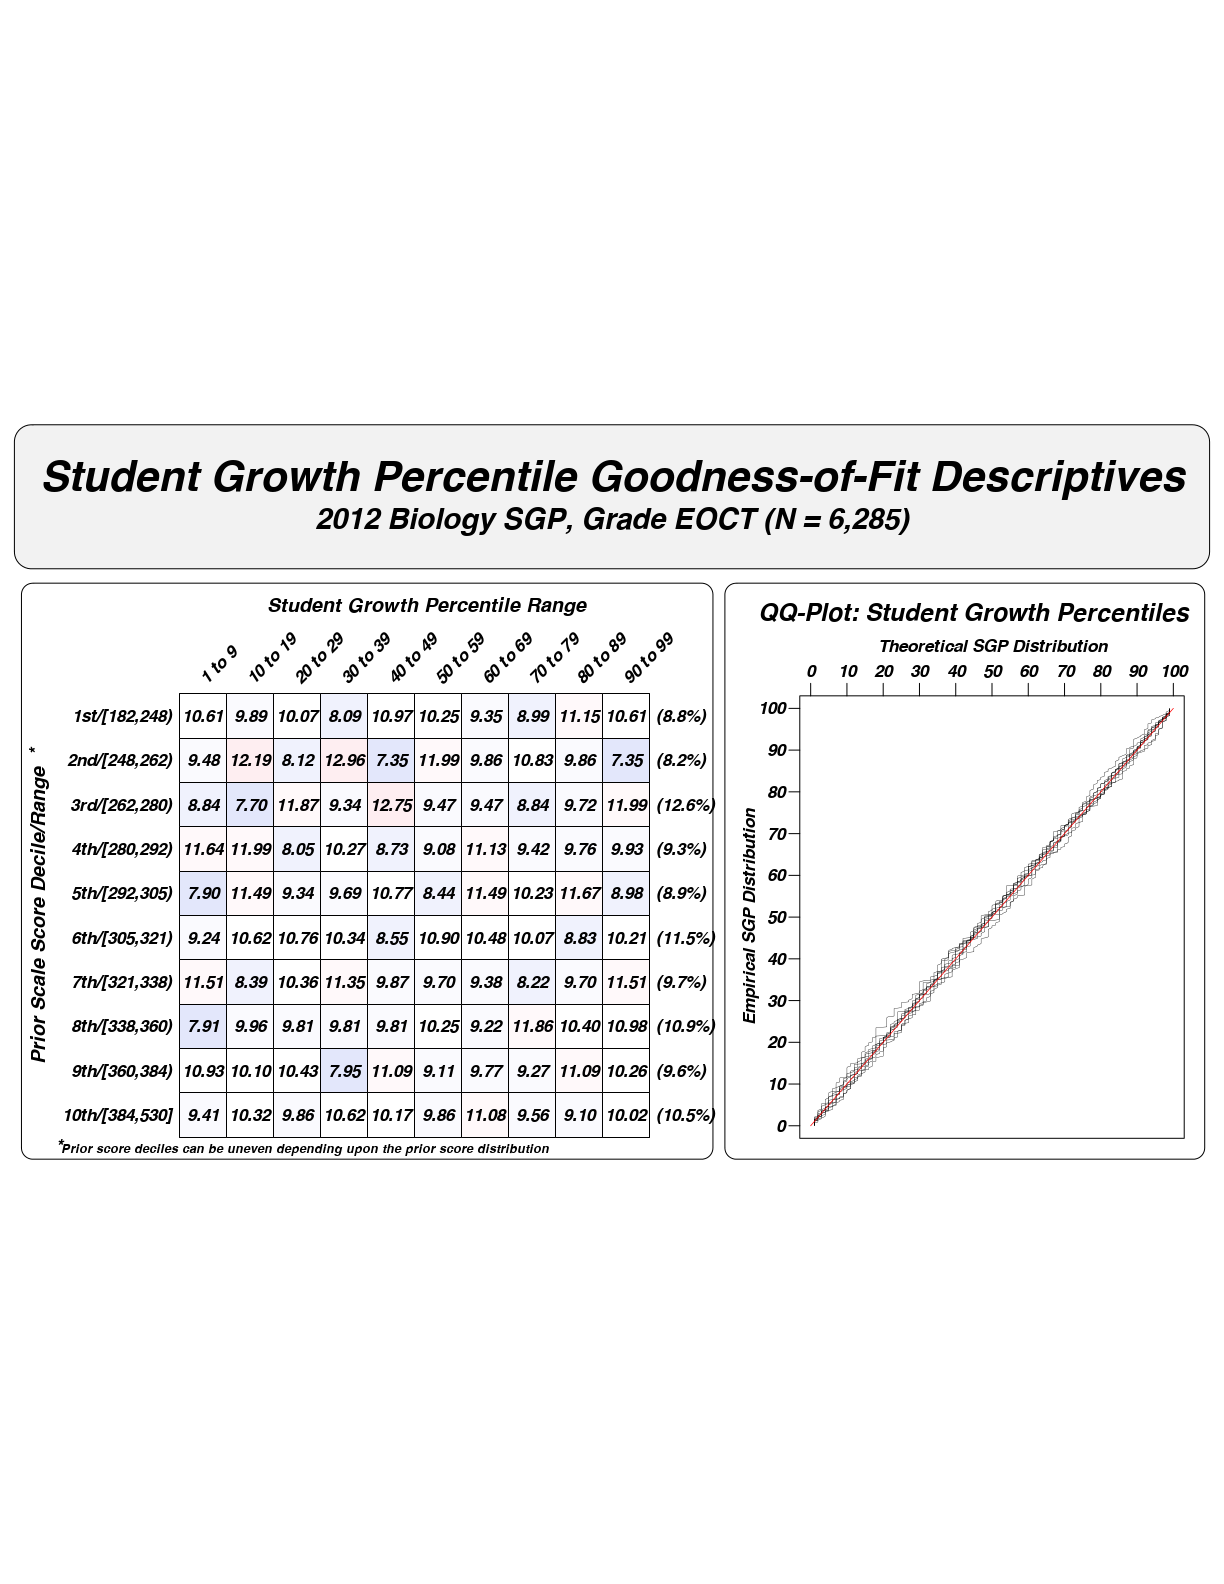 Student Growth Percentile Goodness-of-Fit Descriptives
2012 Biology SGP, Grade EOCT (N = 6,285)
Student Growth Percentile Range
1 to 9 10 to 19 20 to 29 30 to 39 40 to 49 50 to 59 60 to 69 70 to 79 80 to 89 90 to 99
Prior Scale Score Decile/Range *
1st/[182,248) 10.61 9.89 10.07 8.09 10.97 10.25 9.35 8.99 11.15 10.61 (8.8%)
2nd/[248,262) 9.48 12.19 8.12 12.96 7.35 11.99 9.86 10.83 9.86 7.35 (8.2%)
3rd/[262,280) 8.84 7.70 11.87 9.34 12.75 9.47 9.47 8.84 9.72 11.99 (12.6%)
4th/[280,292) 11.64 11.99 8.05 10.27 8.73 9.08 11.13 9.42 9.76 9.93 (9.3%)
5th/[292,305) 7.90 11.49 9.34 9.69 10.77 8.44 11.49 10.23 11.67 8.98 (8.9%)
6th/[305,321) 9.24 10.62 10.76 10.34 8.55 10.90 10.48 10.07 8.83 10.21 (11.5%)
7th/[321,338) 11.51 8.39 10.36 11.35 9.87 9.70 9.38 8.22 9.70 11.51 (9.7%)
8th/[338,360) 7.91 9.96 9.81 9.81 9.81 10.25 9.22 11.86 10.40 10.98 (10.9%)
9th/[360,384) 10.93 10.10 10.43 7.95 11.09 9.11 9.77 9.27 11.09 10.26 (9.6%)
10th/[384,530] 9.41 10.32 9.86 10.62 10.17 9.86 11.08 9.56 9.10 10.02 (10.5%)
*Prior score deciles can be uneven depending upon the prior score distribution
QQ-Plot: Student Growth Percentiles
Theoretical SGP Distribution
0 10 20 30 40 50 60 70 80 90 100
Empirical SGP Distribution
100
90
80
70
60
50
40
30
20
10
0